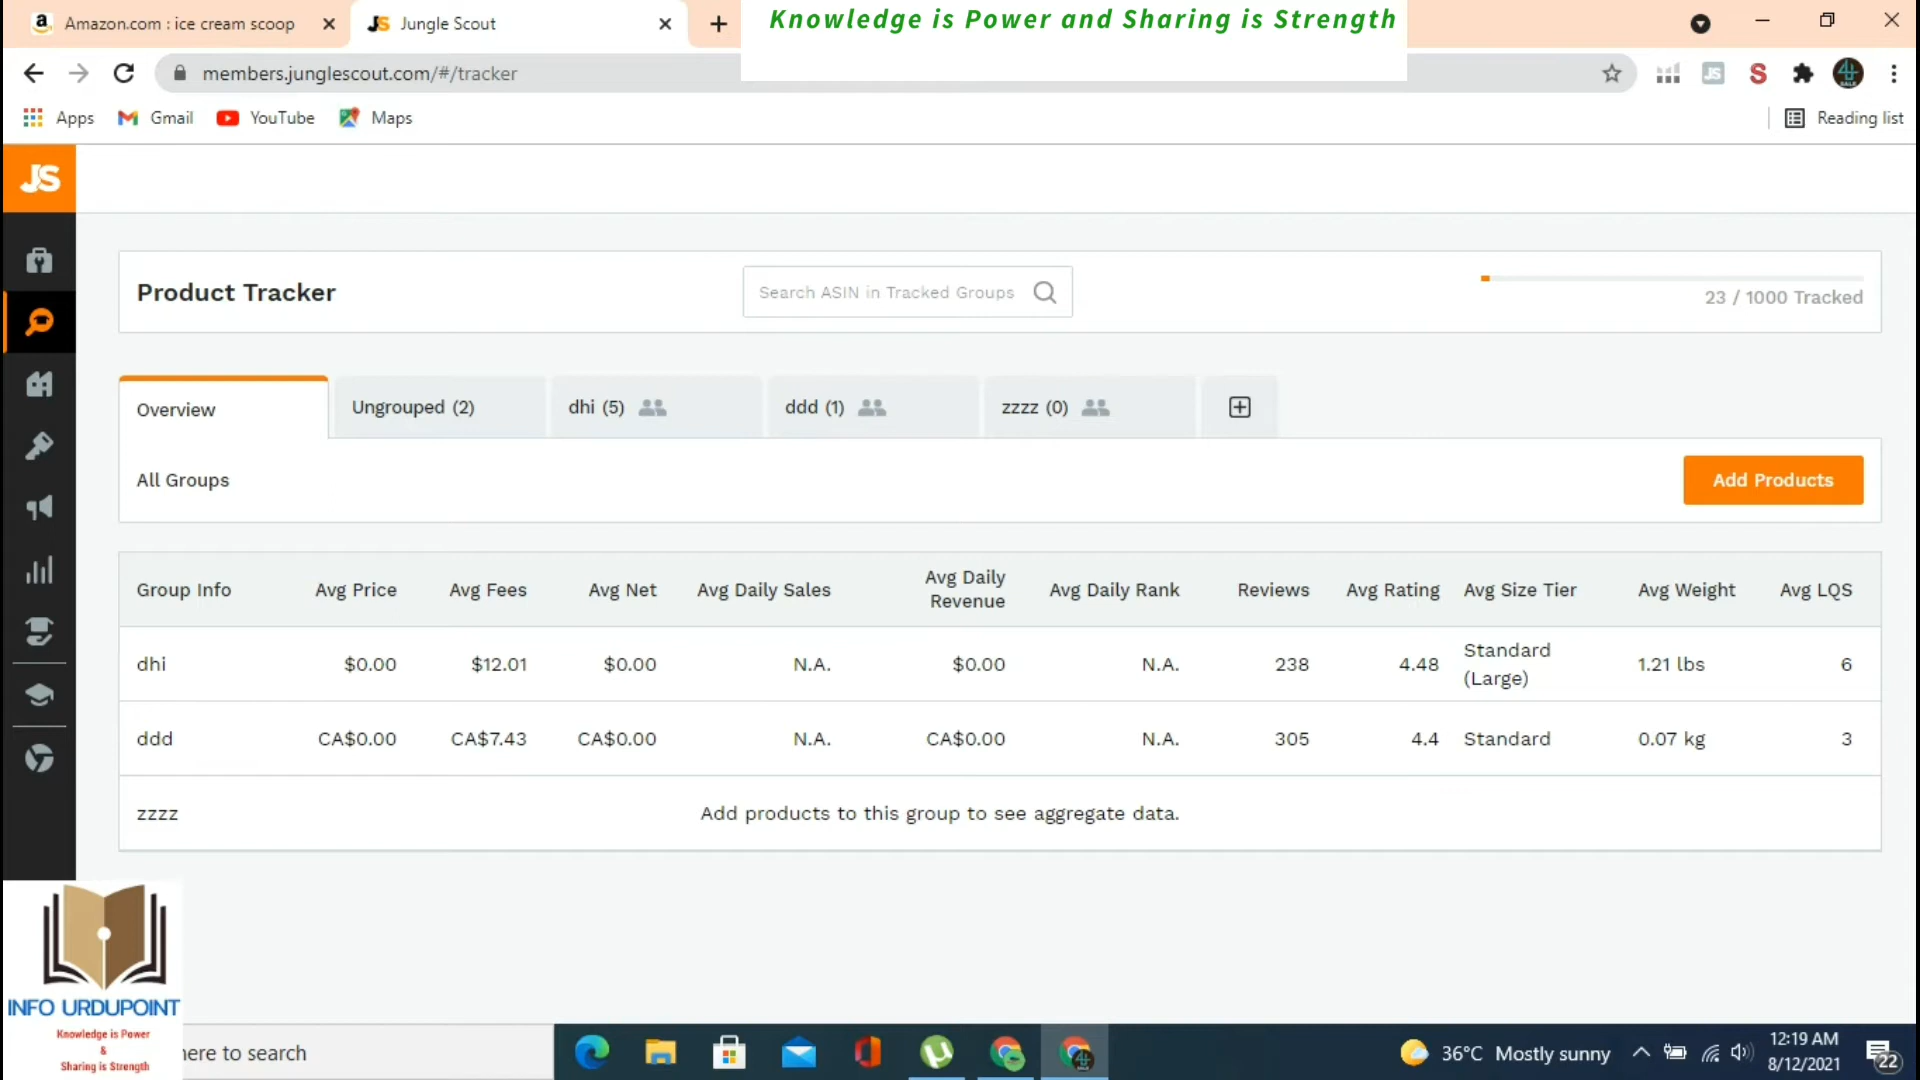 Knowledge is Power and Sharing is Strength
Amazon.com : ice cream scoop
Jungle Scout
members.junglescout.com/#/tracker
Apps
Gmail
YouTube
Maps
Reading list
JS
Product Tracker
Search ASIN in Tracked Groups
23 / 1000 Tracked
Overview
Ungrouped (2)
dhi (5)
ddd (1)
zzzz (0)
All Groups
Add Products
Group Info Avg Price Avg Fees Avg Net Avg Daily Sales Avg Daily Revenue Avg Daily Rank Reviews Avg Rating Avg Size Tier Avg Weight Avg LQS
dhi $0.00 $12.01 $0.00 N.A. $0.00 N.A. 238 4.48 Standard (Large) 1.21 lbs 6
ddd CA$0.00 CA$7.43 CA$0.00 N.A. CA$0.00 N.A. 305 4.4 Standard 0.07 kg 3
zzzz Add products to this group to see aggregate data.
INFO URDUPOINT
Knowledge is Power
&
Sharing is Strength
here to search
36°C Mostly sunny
12:19 AM
8/12/2021
22